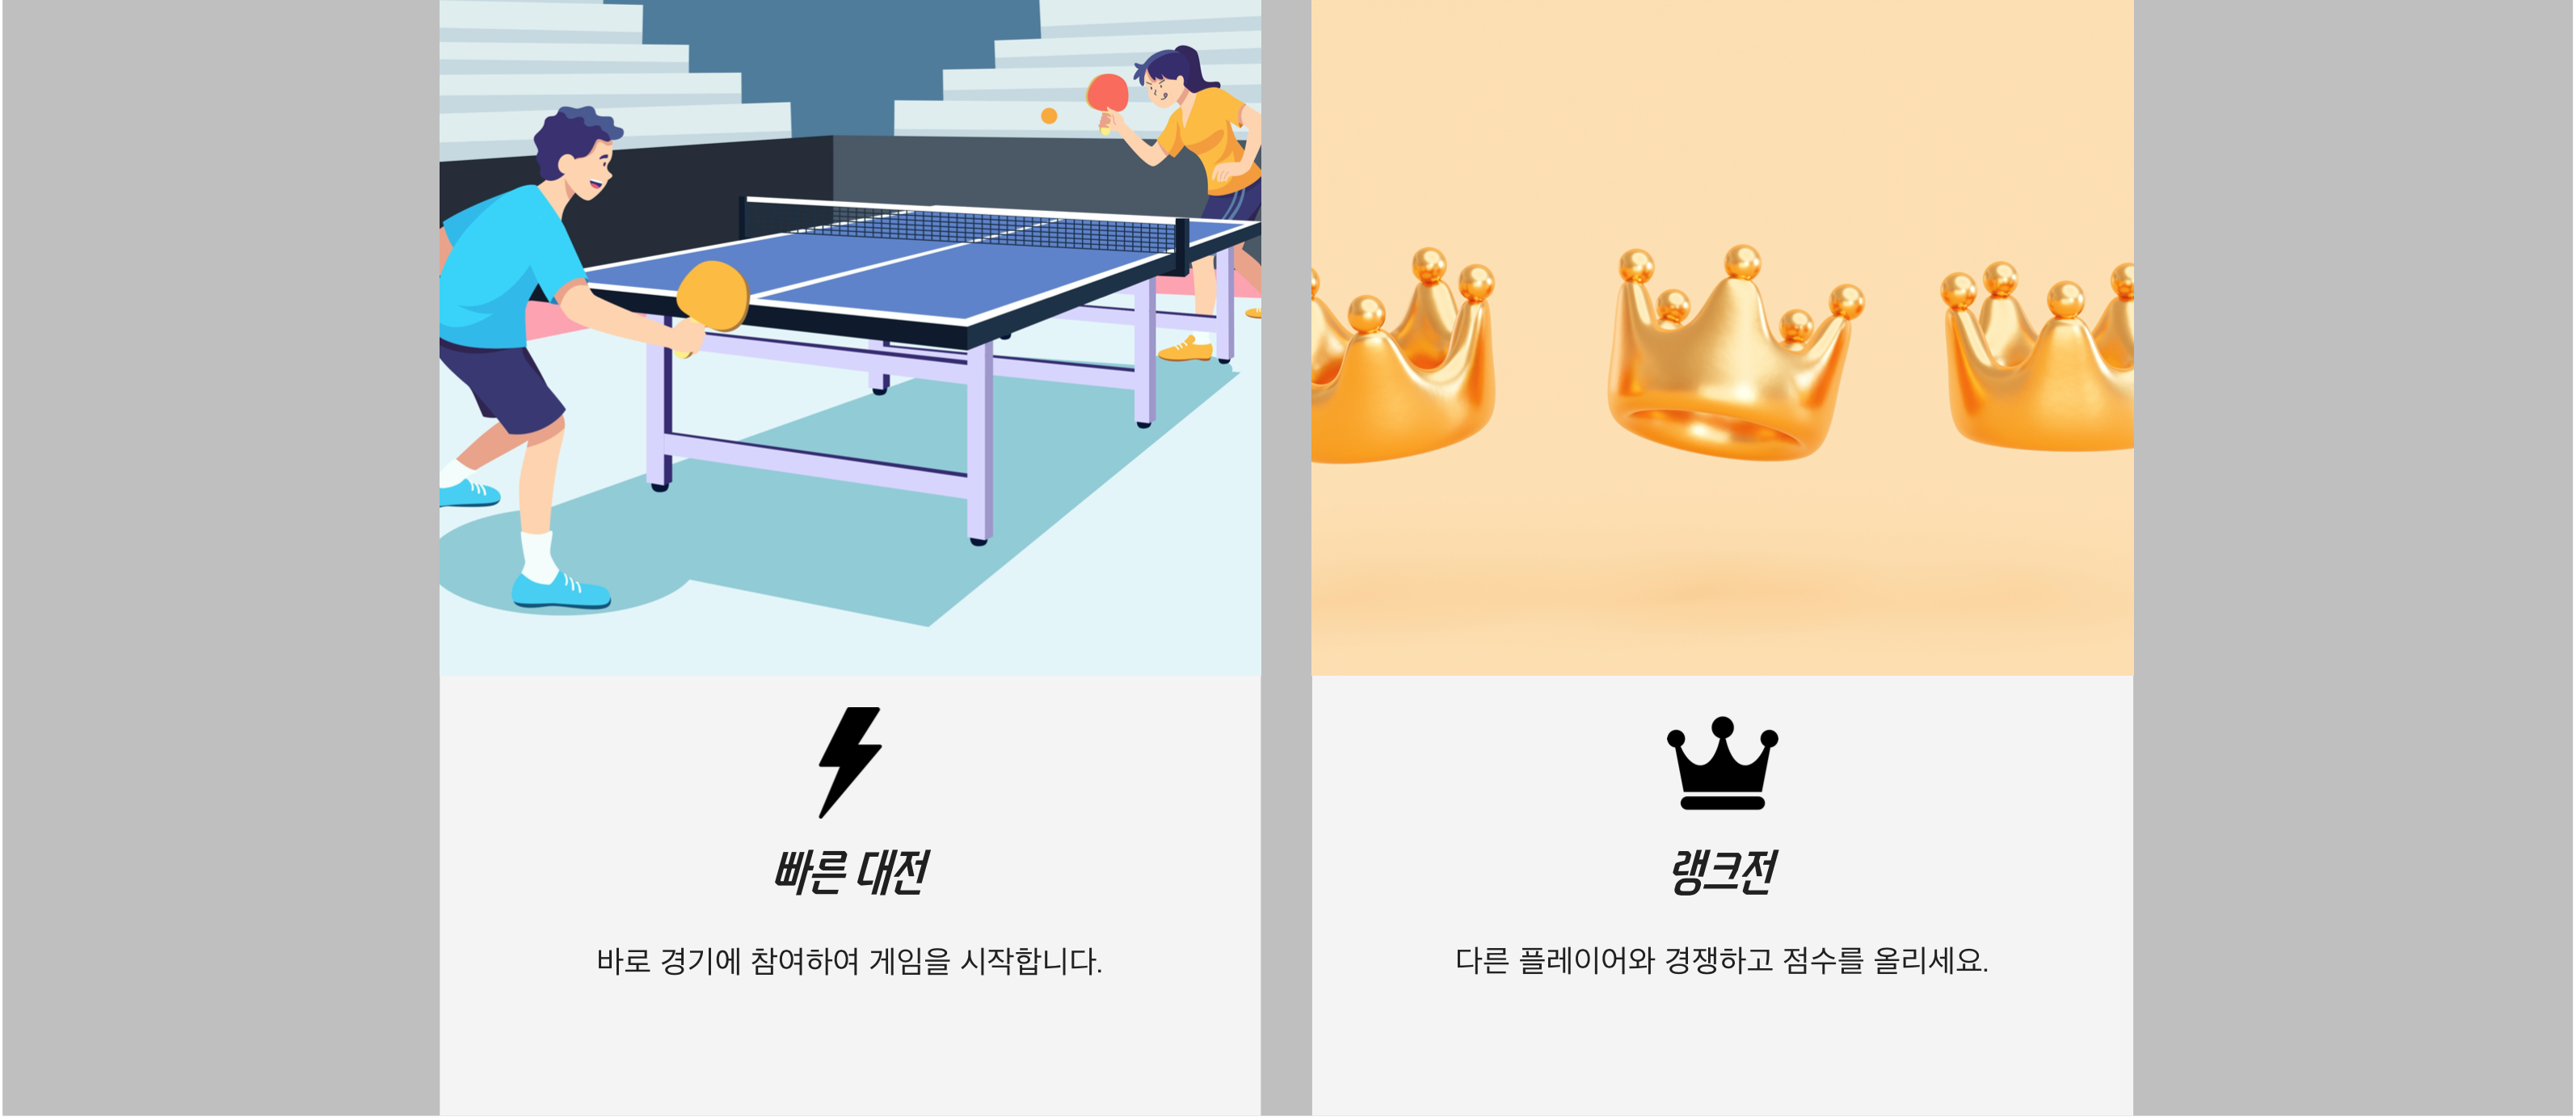 빠른 대전
바로 경기에 참여하여 게임을 시작합니다.
랭크전
다른 플레이어와 경쟁하고 점수를 올리세요.